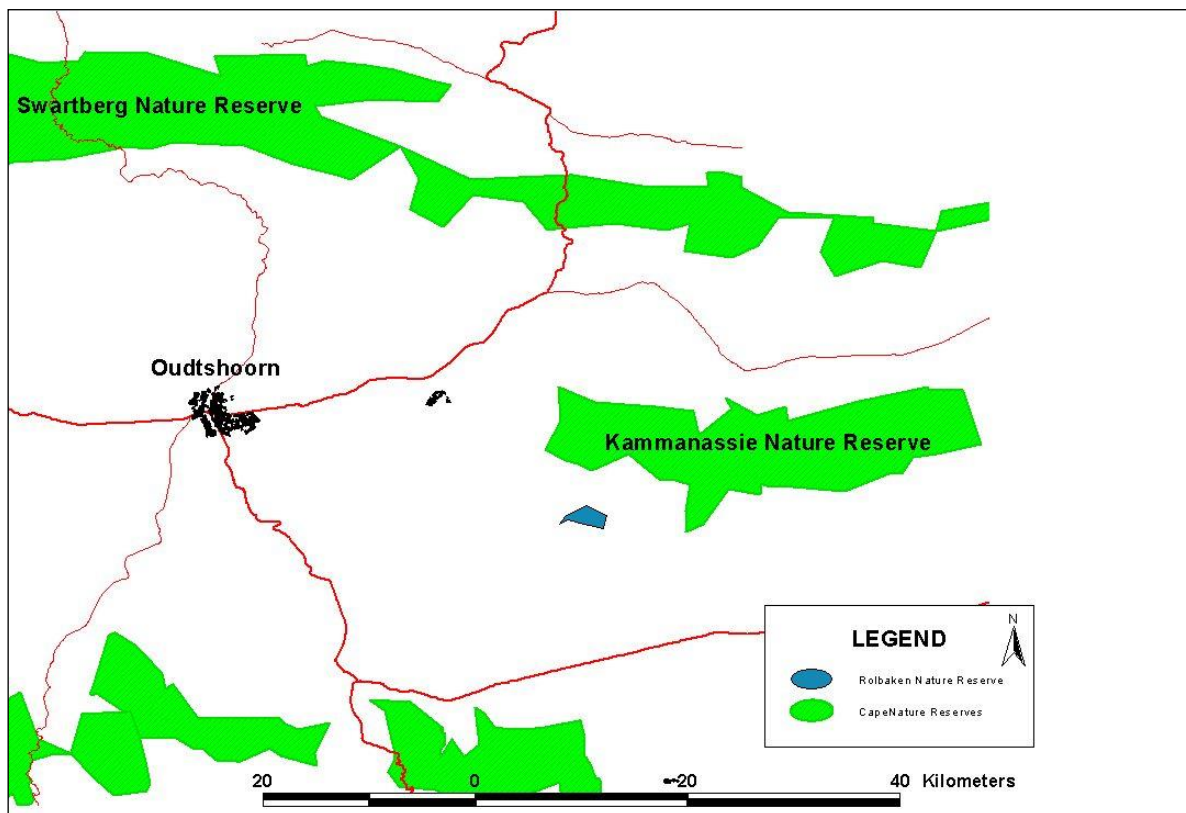 Swartberg Nature Reserve
Oudtshoorn
Kammanassie Nature Reserve
N
LEGEND
Rolbaken Nature Reserve
CapeNature Reserves
20 0 20 40 Kilometers